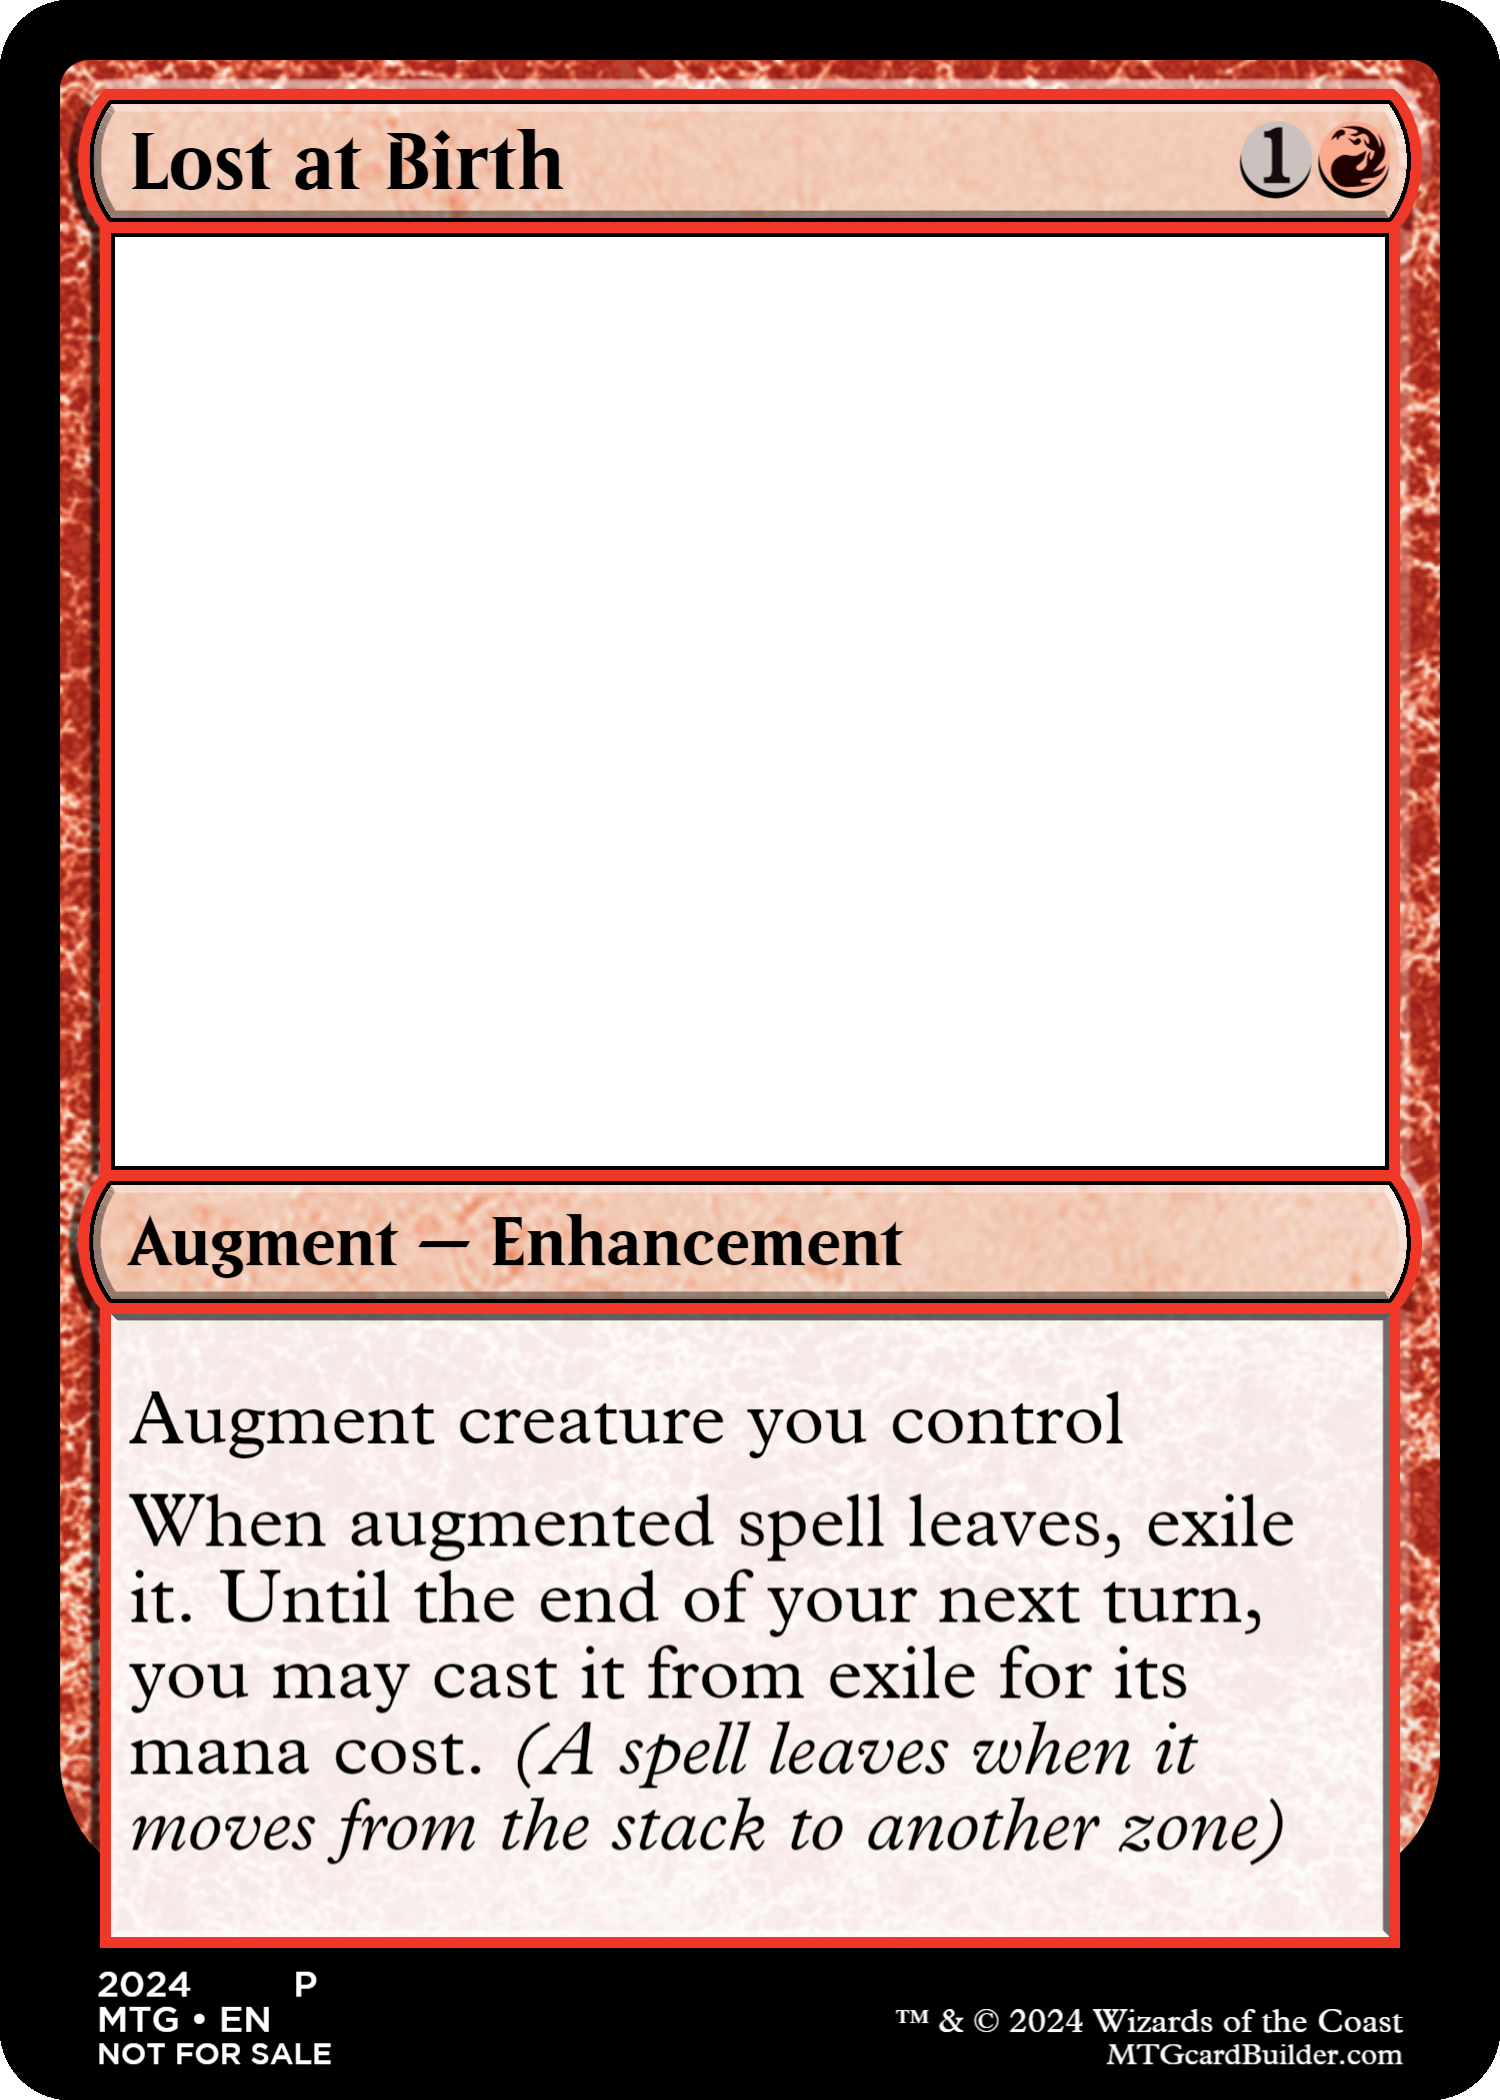 Lost at Birth 1
Augment — Enhancement
Augment creature you control
When augmented spell leaves, exile
it. Until the end of your next turn,
you may cast it from exile for its
mana cost. (A spell leaves when it
moves from the stack to another zone)
2024 P
MTG • EN
NOT FOR SALE
™ & © 2024 Wizards of the Coast
MTGcardBuilder.com